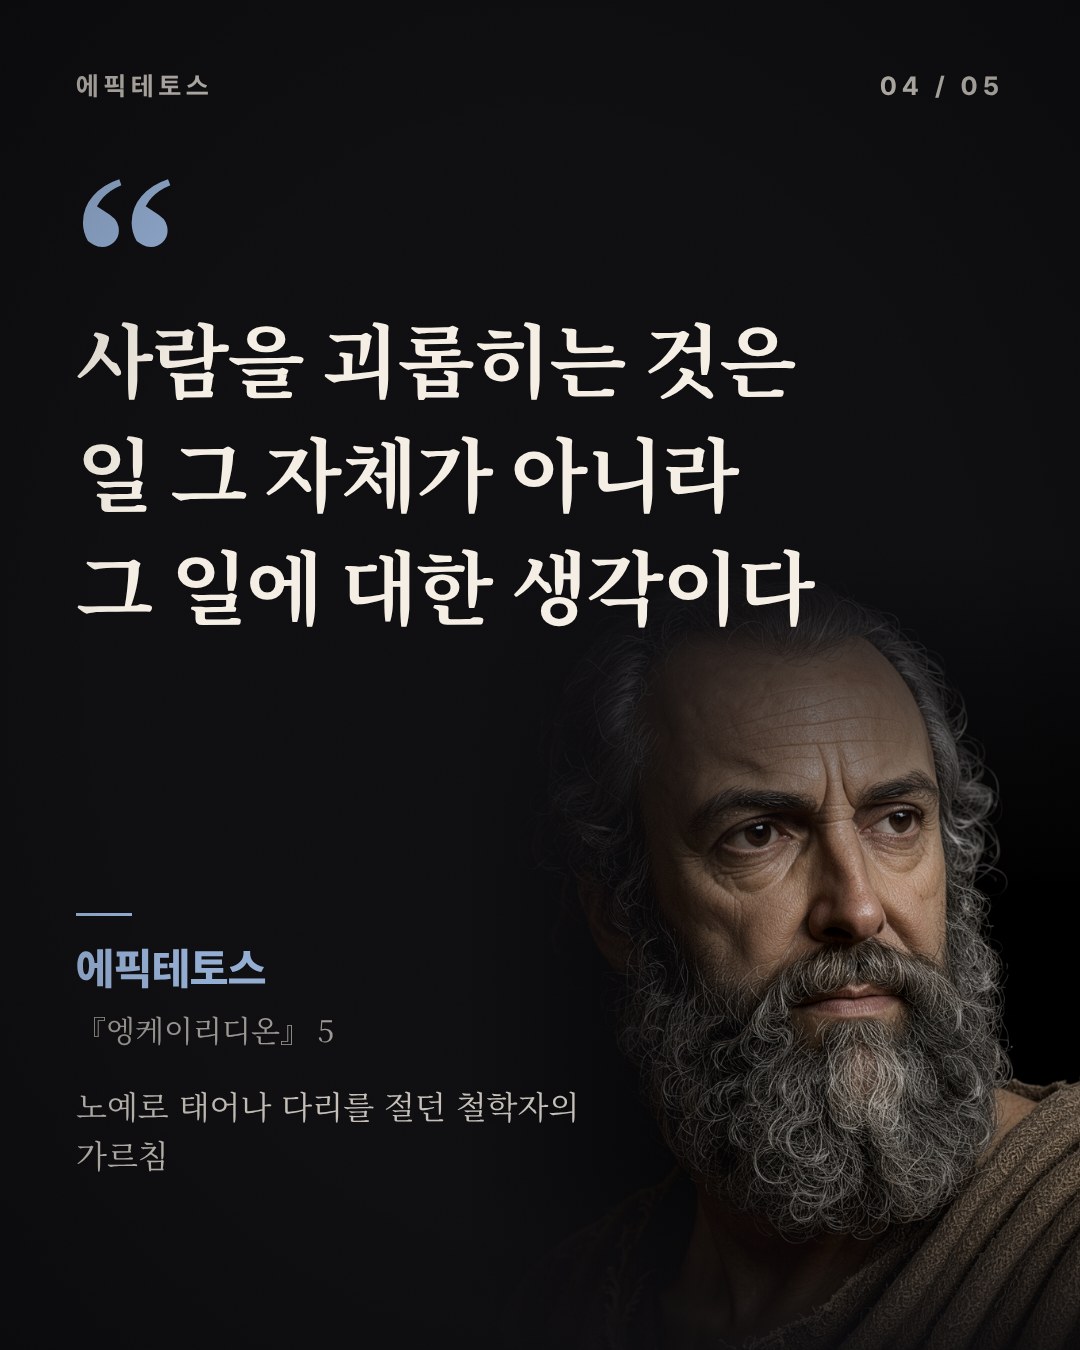 에픽테토스
04 / 05
“
사람을 괴롭히는 것은
일 그 자체가 아니라
그 일에 대한 생각이다
에픽테토스
『엥케이리디온』 5
노예로 태어나 다리를 절던 철학자의
가르침